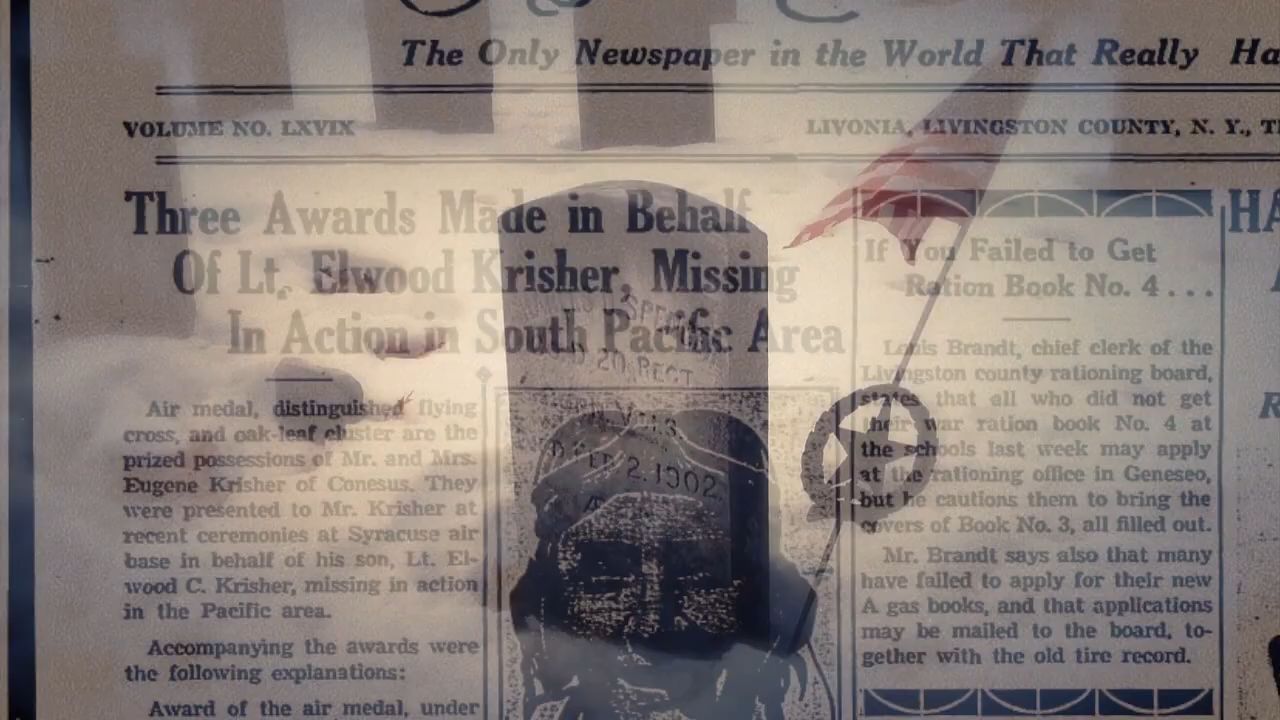 The Only Newspaper in the World That Really Ha
VOLUME NO. LXVIX
LIVONIA, LIVINGSTON COUNTY, N. Y., T
Three Awards Made in Behalf
Of Lt. Elwood Krisher, Missing
In Action in South Pacific Area
Air medal, distinguished flying
cross, and oak-leaf cluster are the
prized possessions of Mr. and Mrs.
Eugene Krisher of Conesus. They
were presented to Mr. Krisher at
recent ceremonies at Syracuse air
base in behalf of his son, Lt. El-
wood C. Krisher, missing in action
in the Pacific area.
Accompanying the awards were
the following explanations:
Award of the air medal, under
20. REGT.
2. 1902
If You Failed to Get
Ration Book No. 4 . . .
Louis Brandt, chief clerk of the
Livingston county rationing board,
states that all who did not get
their war ration book No. 4 at
the schools last week may apply
at the rationing office in Geneseo,
but he cautions them to bring the
covers of Book No. 3, all filled out.
Mr. Brandt says also that many
have failed to apply for their new
A gas books, and that applications
may be mailed to the board, to-
gether with the old tire record.
HA